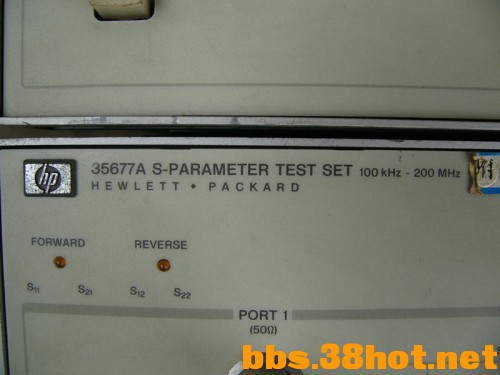 hp
35677A S-PARAMETER TEST SET 100 kHz - 200 MHz
HEWLETT • PACKARD
FORWARD REVERSE
S11 S21 S12 S22
PORT 1
(50Ω)
bbs.38hot.net